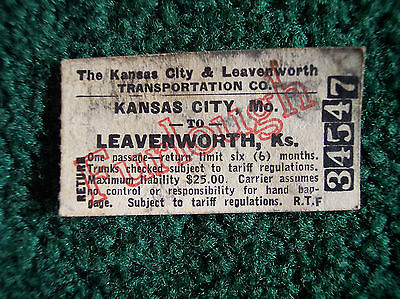 The Kansas City & Leavenworth
TRANSPORTATION CO.
KANSAS CITY, Mo.
— TO —
LEAVENWORTH, Ks.
One passage—return limit six (6) months.
Trunks checked subject to tariff regulations.
Maximum liability $25.00. Carrier assumes
no control or responsibility for hand bag-
gage. Subject to tariff regulations. R.T.F
RETURN
Furlough
34547